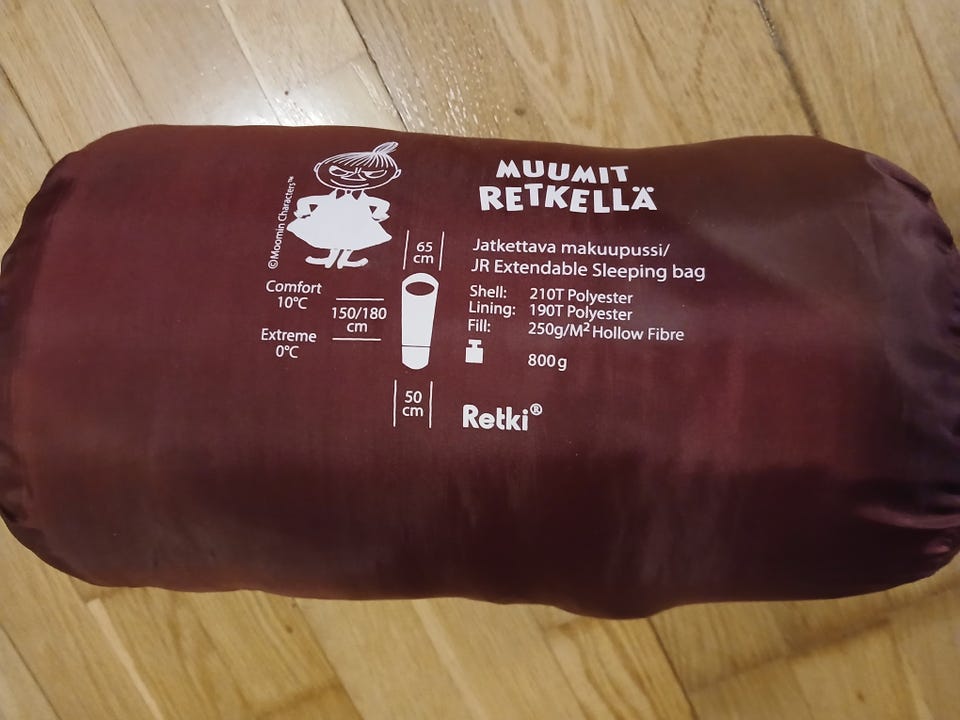 ©Moomin Characters™
MUUMIT
RETKELLÄ
Jatkettava makuupussi/
JR Extendable Sleeping bag
Shell: 210T Polyester
Lining: 190T Polyester
Fill: 250g/M² Hollow Fibre
800g
Retki®
65
cm
Comfort
10°C
150/180
cm
Extreme
0°C
50
cm